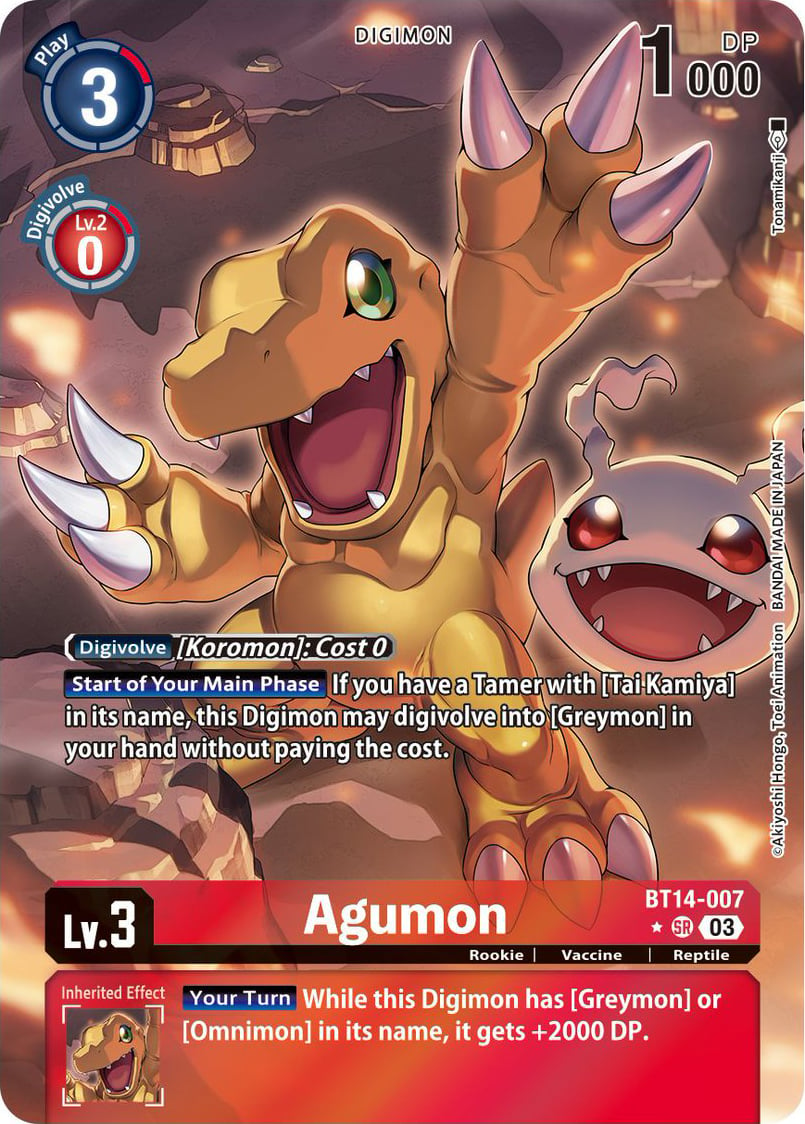 DIGIMON
Play
3
DP
1000
Digivolve
Lv.2
0
Tonamikanji
Digivolve [Koromon]: Cost 0
Start of Your Main Phase If you have a Tamer with [Tai Kamiya]
in its name, this Digimon may digivolve into [Greymon] in
your hand without paying the cost.
©Akiyoshi Hongo, Toei Animation BANDAI MADE IN JAPAN
Lv.3
Agumon
BT14-007
SR 03
Rookie | Vaccine | Reptile
Inherited Effect
Your Turn While this Digimon has [Greymon] or
[Omnimon] in its name, it gets +2000 DP.